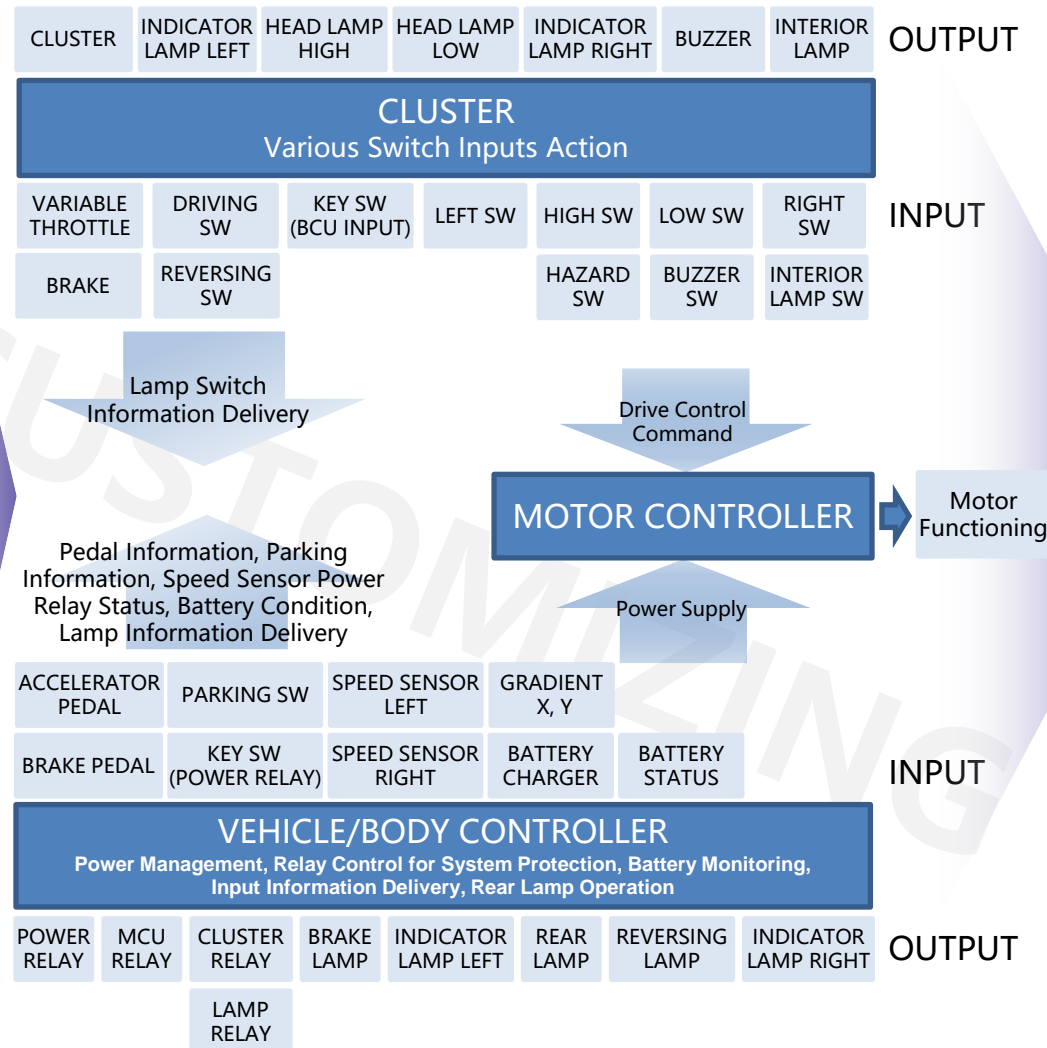 CLUSTER
INDICATOR
LAMP LEFT
HEAD LAMP
HIGH
HEAD LAMP
LOW
INDICATOR
LAMP RIGHT
BUZZER
INTERIOR
LAMP
OUTPUT
CLUSTER
Various Switch Inputs Action
VARIABLE
THROTTLE
DRIVING
SW
KEY SW
(BCU INPUT)
LEFT SW
HIGH SW
LOW SW
RIGHT
SW
INPUT
BRAKE
REVERSING
SW
HAZARD
SW
BUZZER
SW
INTERIOR
LAMP SW
Lamp Switch
Information Delivery
Drive Control
Command
MOTOR CONTROLLER
Motor
Functioning
Pedal Information, Parking
Information, Speed Sensor Power
Relay Status, Battery Condition,
Lamp Information Delivery
Power Supply
CUSTOMIZING
ACCELERATOR
PEDAL
PARKING SW
SPEED SENSOR
LEFT
GRADIENT
X, Y
BRAKE PEDAL
KEY SW
(POWER RELAY)
SPEED SENSOR
RIGHT
BATTERY
CHARGER
BATTERY
STATUS
INPUT
VEHICLE/BODY CONTROLLER
Power Management, Relay Control for System Protection, Battery Monitoring,
Input Information Delivery, Rear Lamp Operation
POWER
RELAY
MCU
RELAY
CLUSTER
RELAY
BRAKE
LAMP
INDICATOR
LAMP LEFT
REAR
LAMP
REVERSING
LAMP
INDICATOR
LAMP RIGHT
OUTPUT
LAMP
RELAY